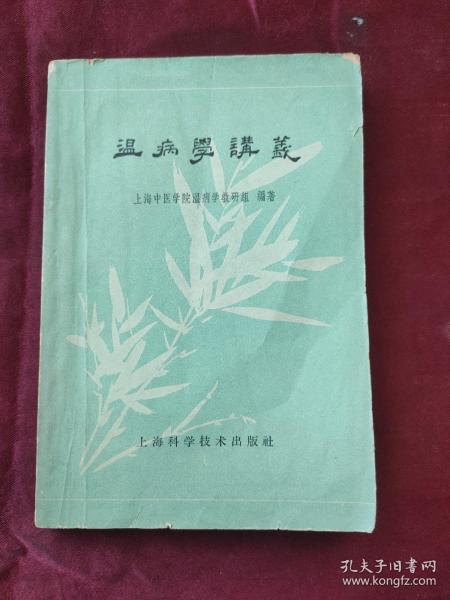 温病學講義
上海中医学院温病学教研组 编著
上海科学技术出版社
孔夫子旧书网
www.kongfz.com